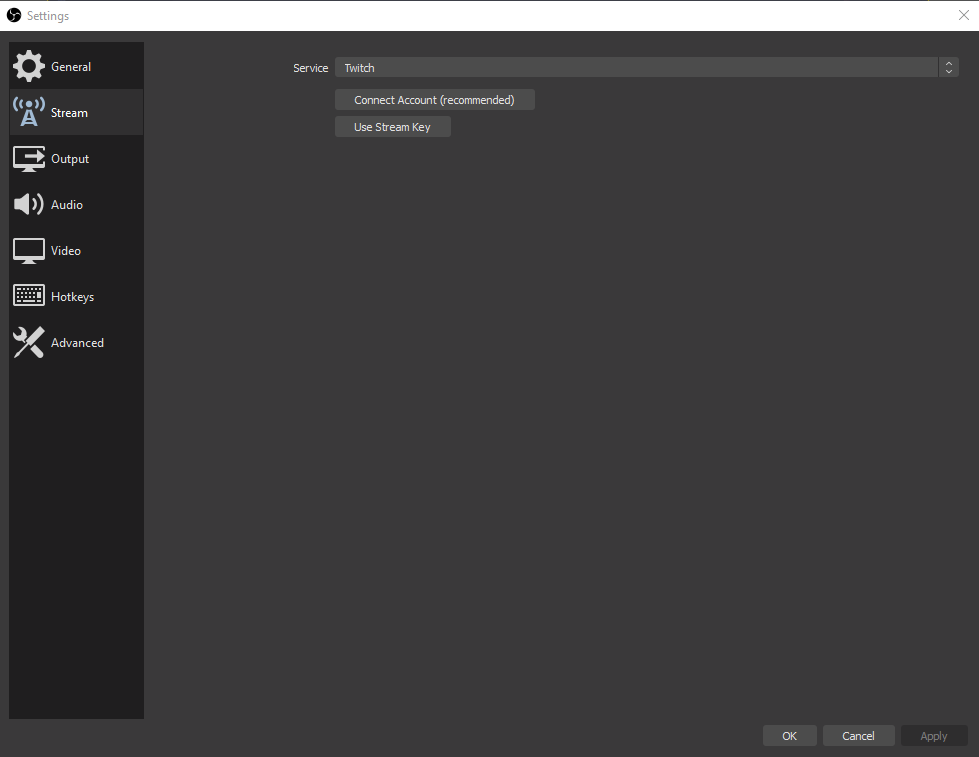 Settings
General
Stream
Output
Audio
Video
Hotkeys
Advanced
Service Twitch
Connect Account (recommended)
Use Stream Key
OK Cancel Apply